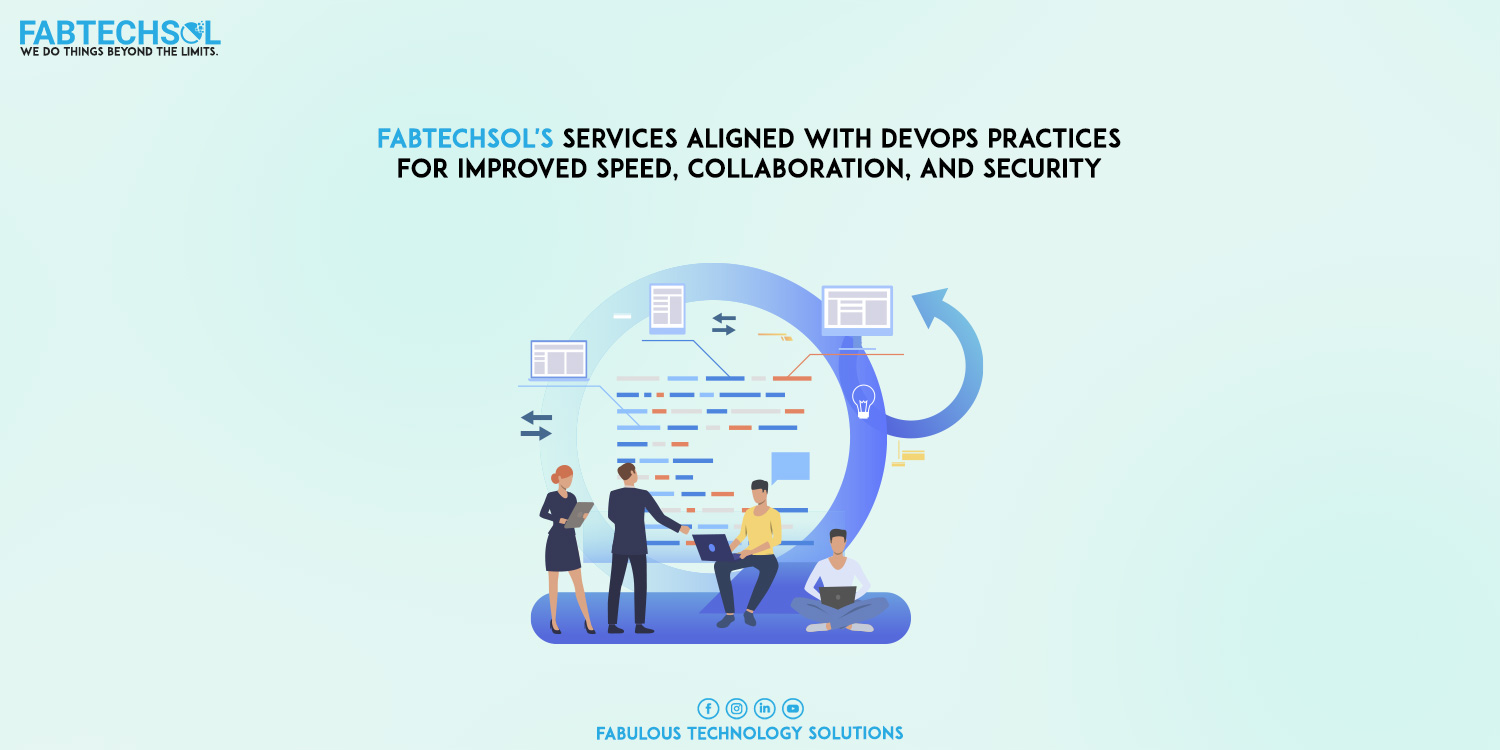 FABTECHSOL
WE DO THINGS BEYOND THE LIMITS.
FABTECHSOL'S SERVICES ALIGNED WITH DEVOPS PRACTICES
FOR IMPROVED SPEED, COLLABORATION, AND SECURITY
FABULOUS TECHNOLOGY SOLUTIONS